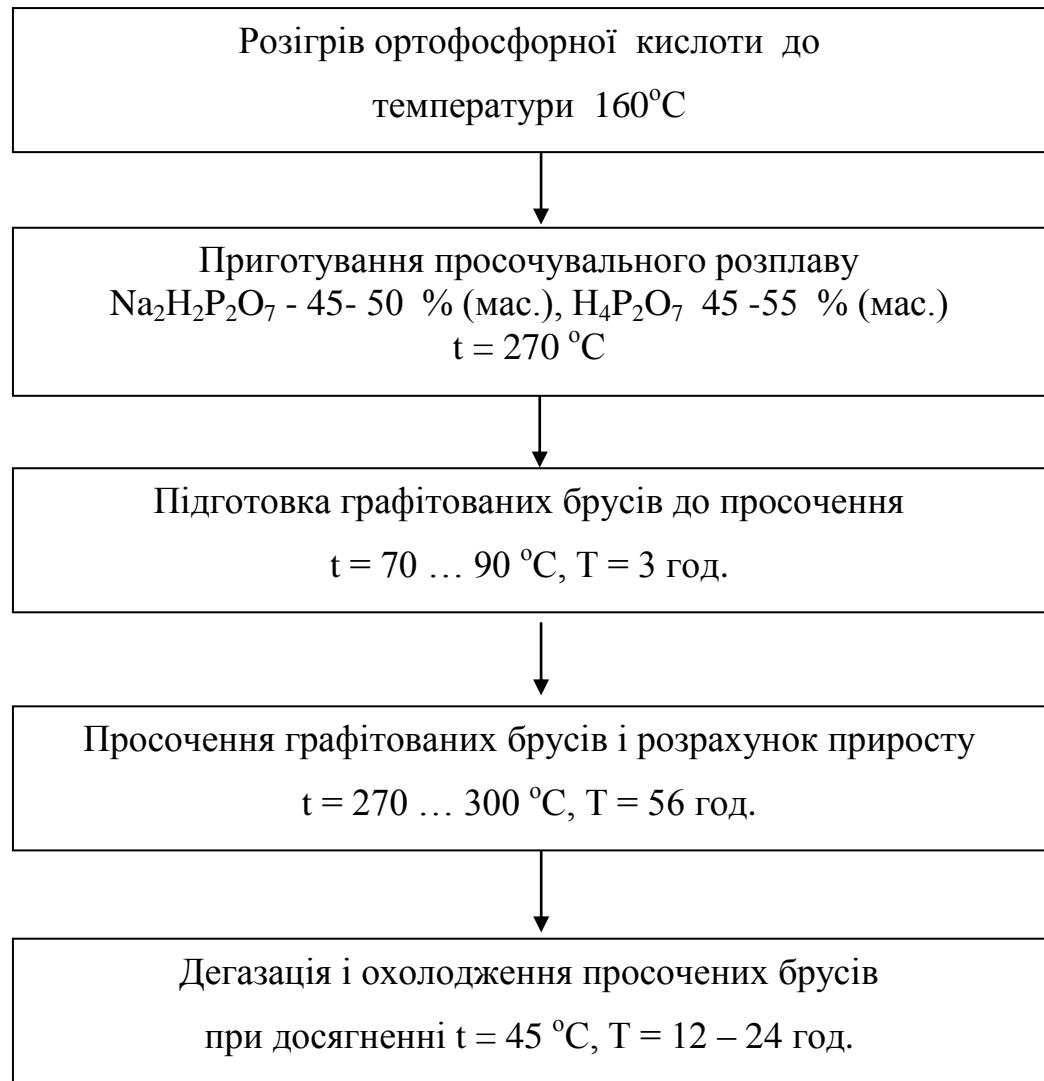 Розігрів ортофосфорної кислоти до
температури 160°C
Приготування просочувального розплаву
Na₂H₂P₂O₇ - 45- 50 % (мас.), H₄P₂O₇ 45 -55 % (мас.)
t = 270 °C
Підготовка графітованих брусів до просочення
t = 70 … 90 °C, T = 3 год.
Просочення графітованих брусів і розрахунок приросту
t = 270 … 300 °C, T = 56 год.
Дегазація і охолодження просочених брусів
при досягненні t = 45 °C, T = 12 – 24 год.